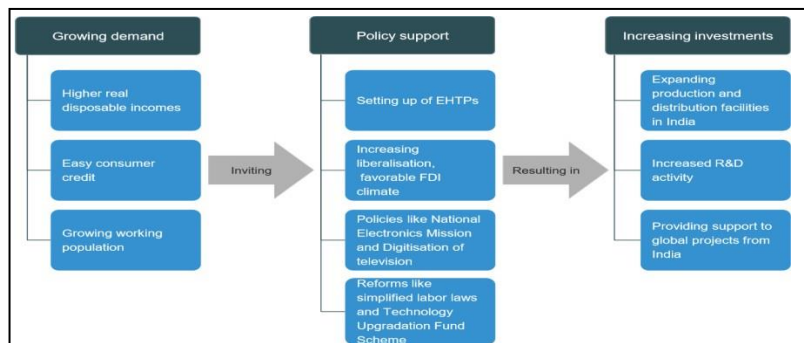 Growing demand
Higher real
disposable incomes
Easy consumer
credit
Growing working
population
Inviting
Policy support
Setting up of EHTPs
Increasing
liberalisation,
favorable FDI
climate
Policies like National
Electronics Mission
and Digitisation of
television
Reforms like
simplified labor laws
and Technology
Upgradation Fund
Scheme
Resulting in
Increasing investments
Expanding
production and
distribution facilities
in India
Increased R&D
activity
Providing support to
global projects from
India